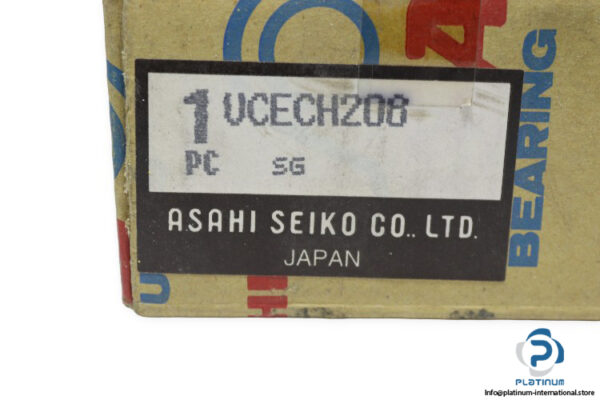 1 UCECH208
PC SG
ASAHI SEIKO CO., LTD.
JAPAN
BEARING
PLATINUM
Info@platinum-international.store